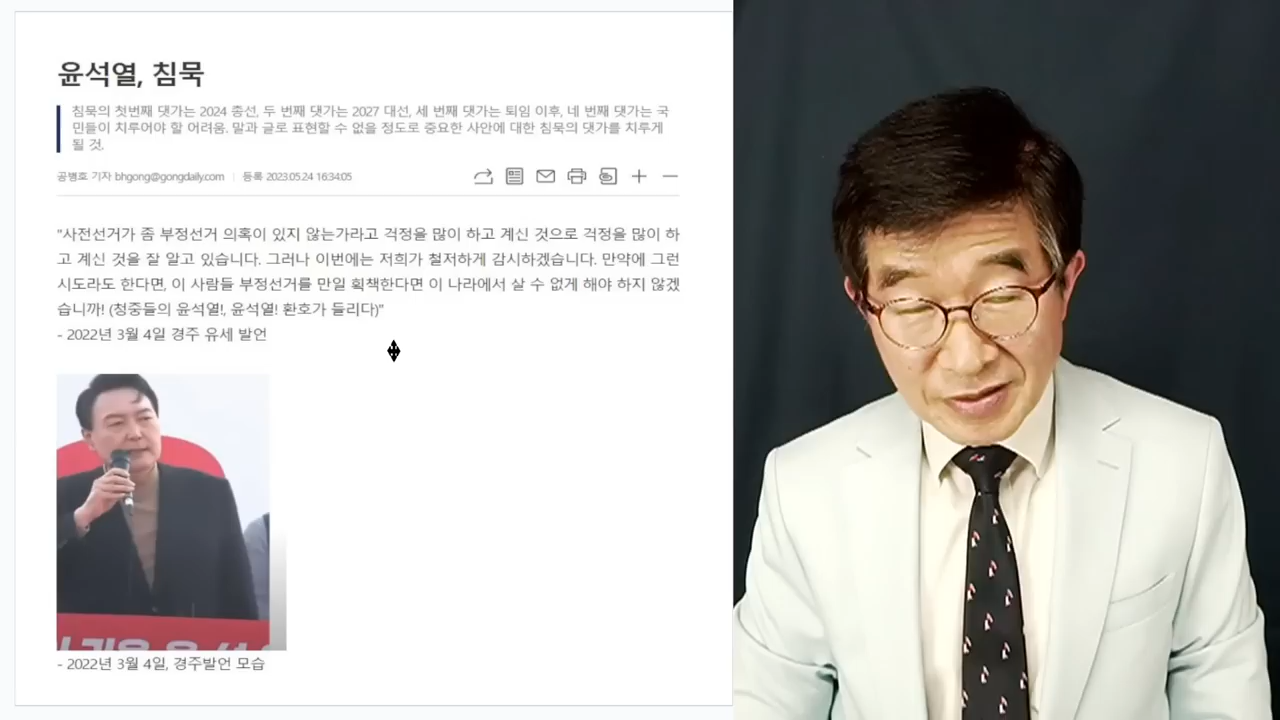 윤석열, 침묵
침묵의 첫번째 댓가는 2024 총선, 두 번째 댓가는 2027 대선, 세 번째 댓가는 퇴임 이후, 네 번째 댓가는 국
민들이 치루어야 할 어려움. 말과 글로 표현할 수 없을 정도로 중요한 사안에 대한 침묵의 댓가를 치루게
될 것.
공병호 기자 bhgong@gongdaily.com 등록 2023.05.24 16:34:05
"사전선거가 좀 부정선거 의혹이 있지 않는가라고 걱정을 많이 하고 계신 것으로 걱정을 많이 하
고 계신 것을 잘 알고 있습니다. 그러나 이번에는 저희가 철저하게 감시하겠습니다. 만약에 그런
시도라도 한다면, 이 사람들 부정선거를 만일 획책한다면 이 나라에서 살 수 없게 해야 하지 않겠
습니까! (청중들의 윤석열!, 윤석열! 환호가 들리다)"
- 2022년 3월 4일 경주 유세 발언
- 2022년 3월 4일, 경주발언 모습